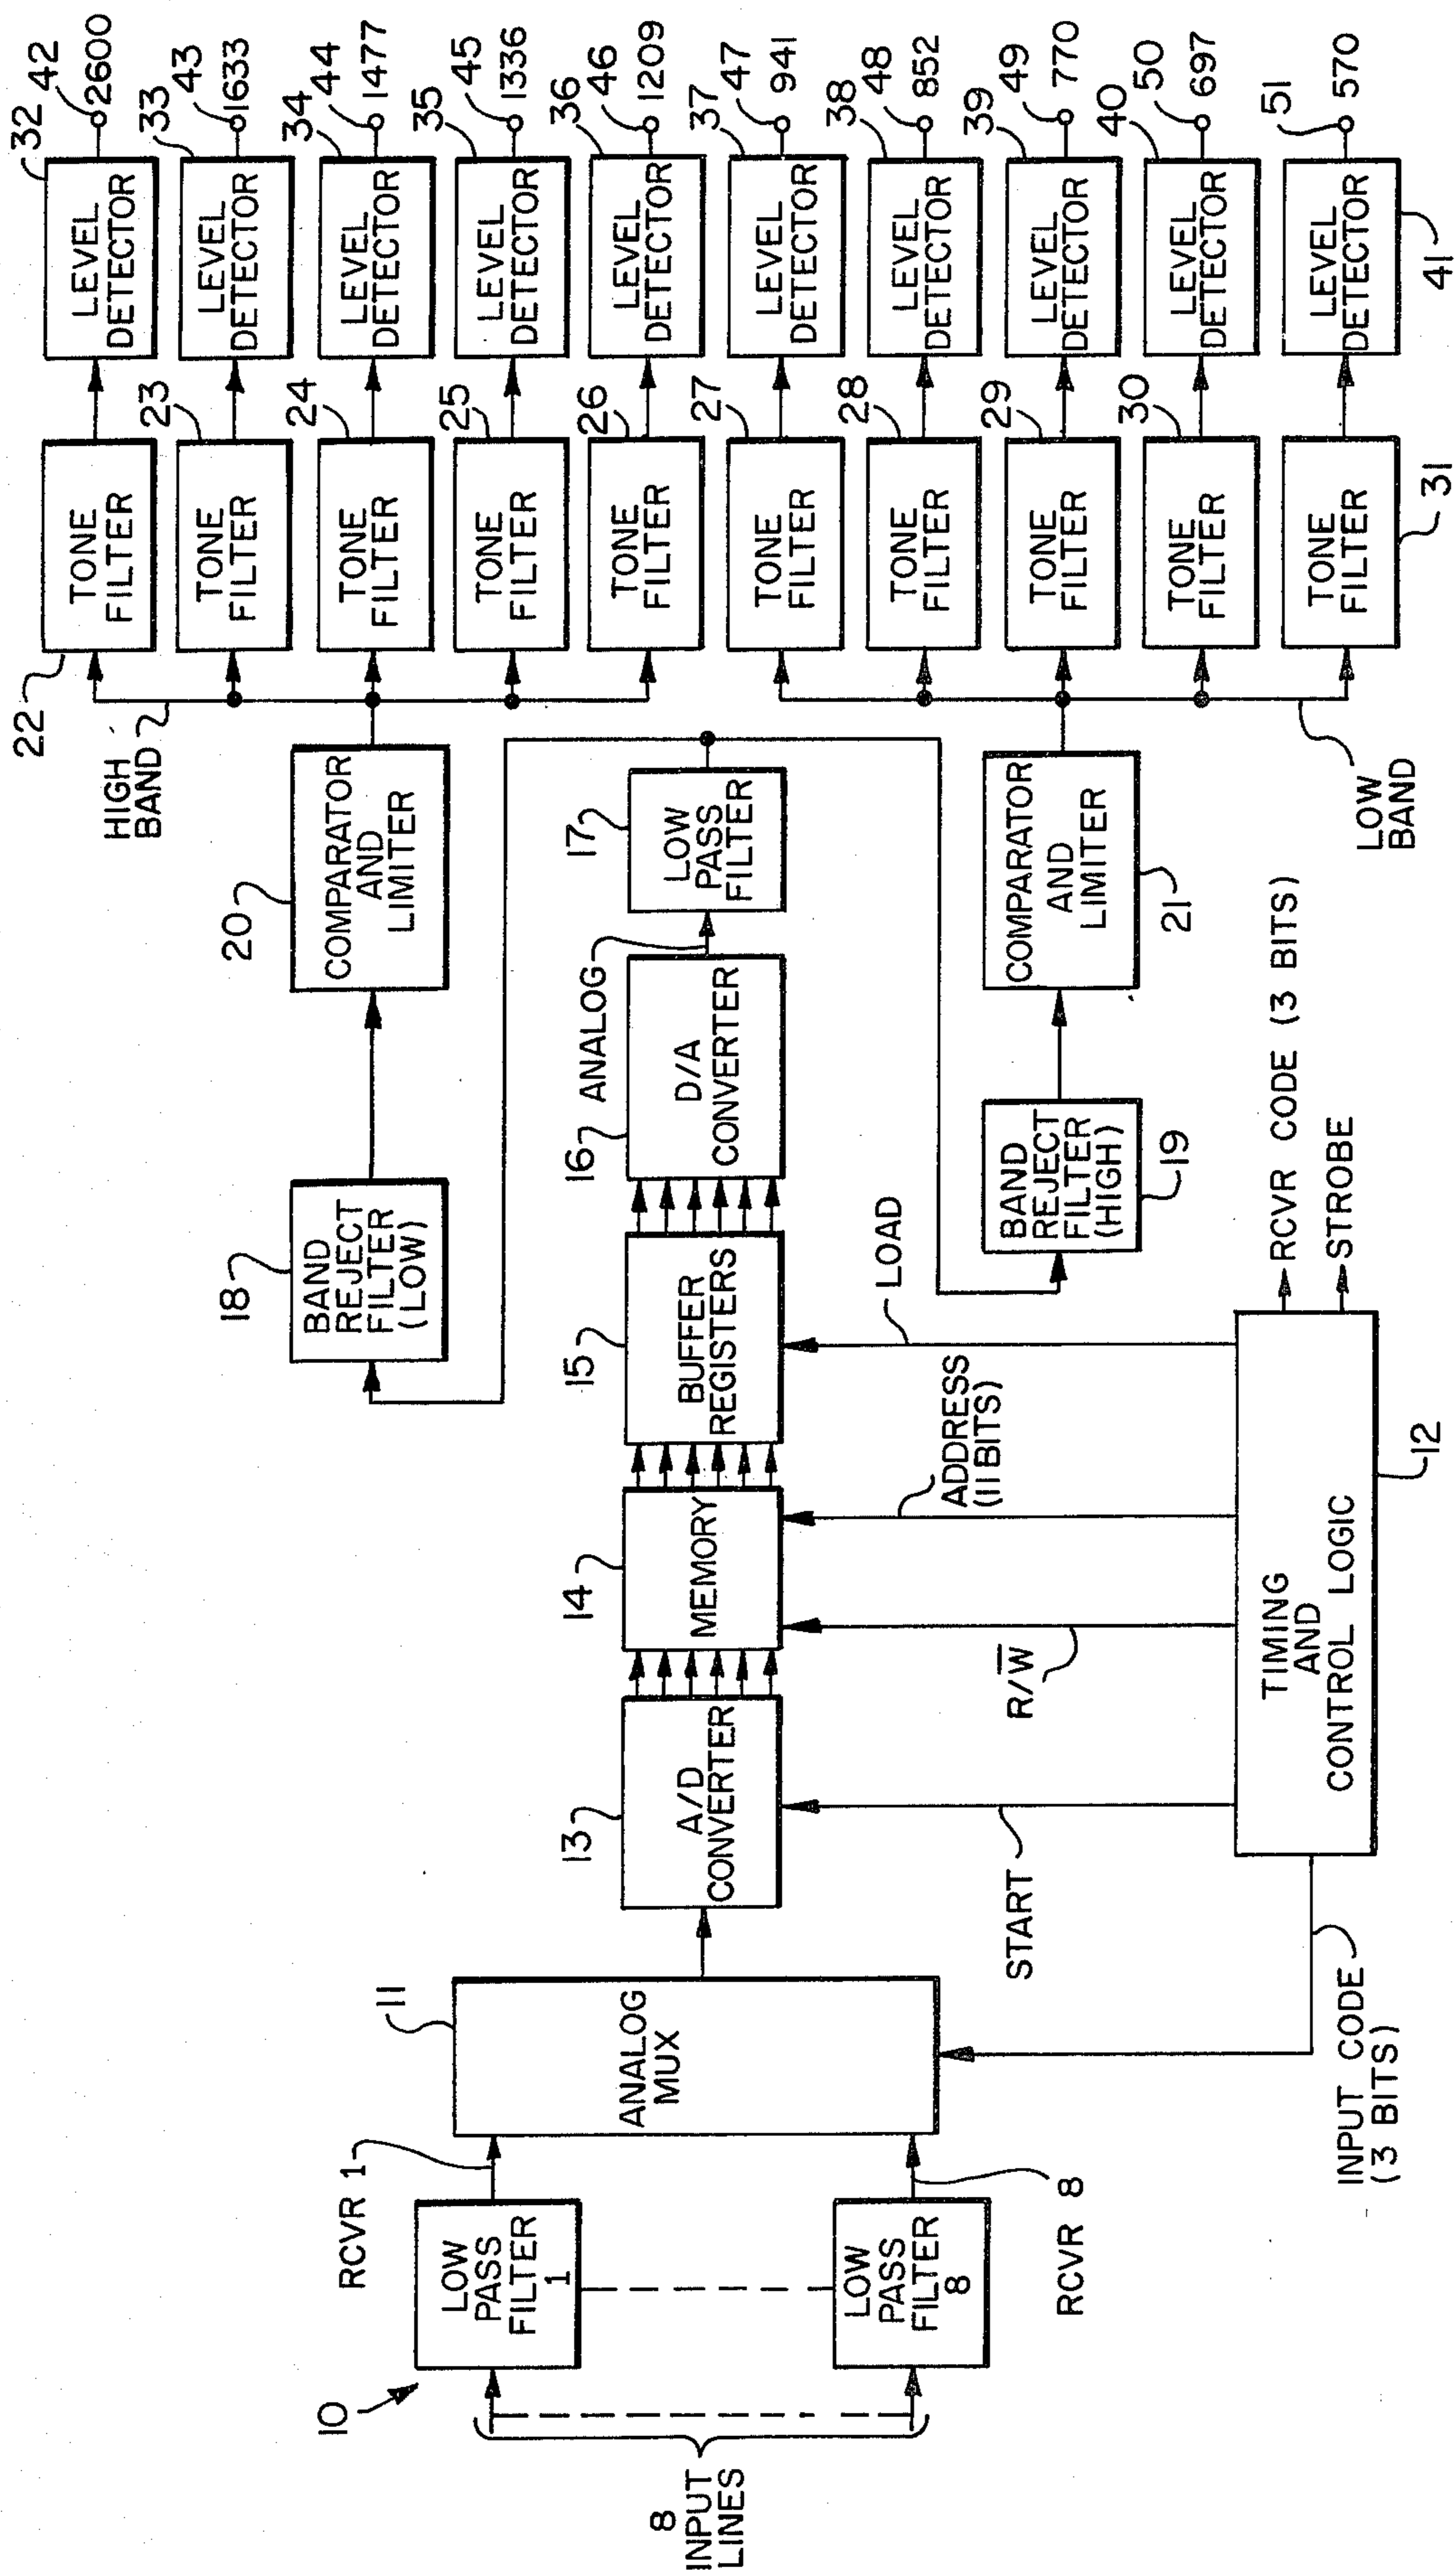 8
INPUT
LINES
10
LOW
PASS
FILTER
1
RCVR 1
LOW
PASS
FILTER
8
RCVR 8
11
ANALOG
MUX
INPUT CODE
(3 BITS)
13
A/D
CONVERTER
START
14
MEMORY
R/W̅
ADDRESS
(11 BITS)
15
BUFFER
REGISTERS
LOAD
TIMING
AND
CONTROL LOGIC
12
RCVR CODE (3 BITS)
STROBE
16
D/A
CONVERTER
ANALOG
17
LOW
PASS
FILTER
18
BAND
REJECT
FILTER
(LOW)
BAND
REJECT
FILTER
(HIGH)
19
20
COMPARATOR
AND
LIMITER
COMPARATOR
AND
LIMITER
21
HIGH
BAND
LOW
BAND
22
TONE
FILTER
32
LEVEL
DETECTOR
42
2600
23
TONE
FILTER
33
LEVEL
DETECTOR
43
1633
24
TONE
FILTER
34
LEVEL
DETECTOR
44
1477
25
TONE
FILTER
35
LEVEL
DETECTOR
45
1336
26
TONE
FILTER
36
LEVEL
DETECTOR
46
1209
27
TONE
FILTER
37
LEVEL
DETECTOR
47
941
28
TONE
FILTER
38
LEVEL
DETECTOR
48
852
29
TONE
FILTER
39
LEVEL
DETECTOR
49
770
30
TONE
FILTER
40
LEVEL
DETECTOR
50
697
TONE
FILTER
31
LEVEL
DETECTOR
41
51
570